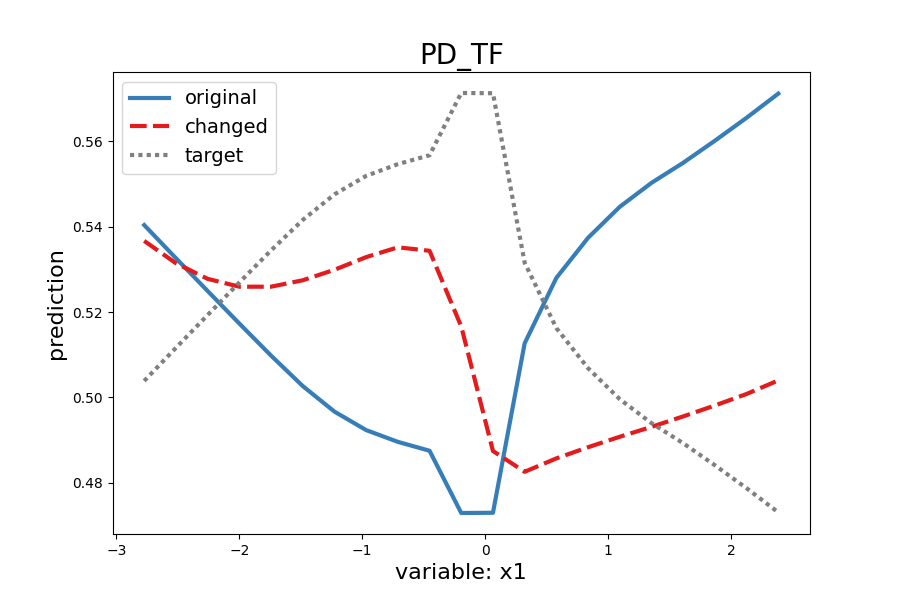 PD_TF
original
changed
target
prediction
0.56
0.54
0.52
0.50
0.48
−3
−2
−1
0
1
2
variable: x1